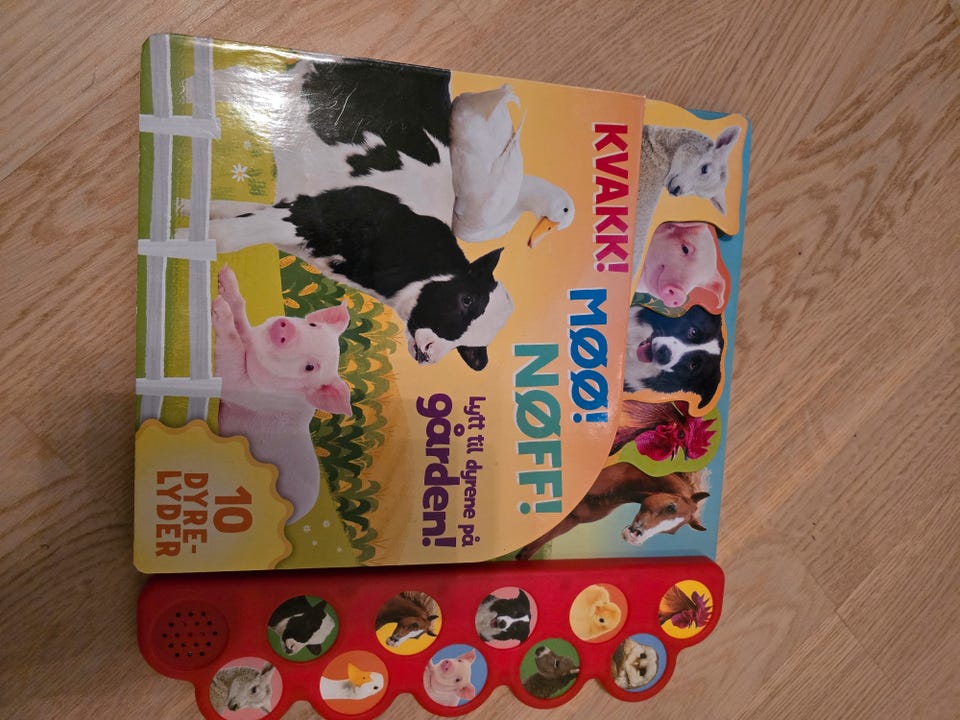 KVAKK!
MØØ!
NØFF!
Lytt til dyrene på
gården!
10
DYRE-
LYDER